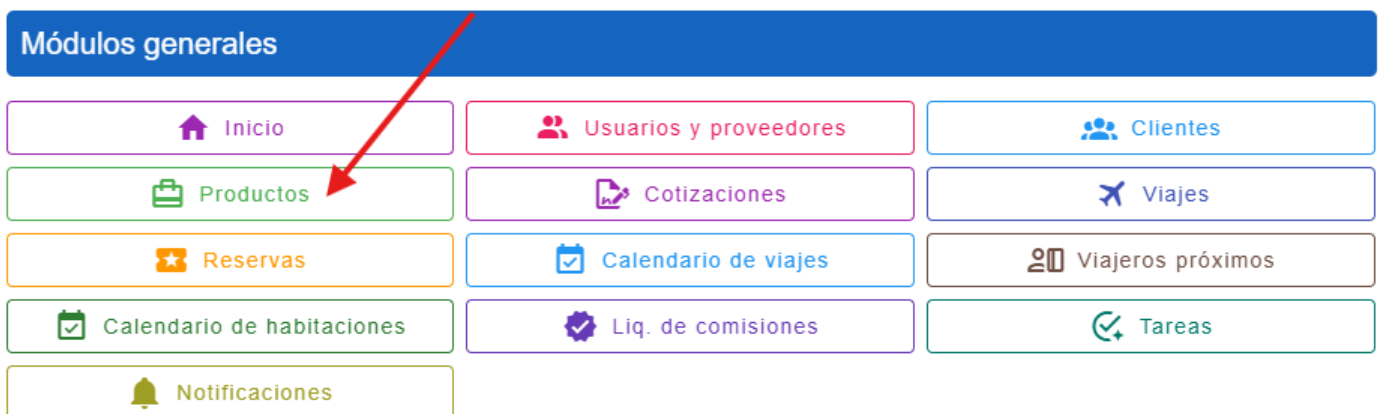 Módulos generales
Inicio
Usuarios y proveedores
Clientes
Productos
Cotizaciones
Viajes
Reservas
Calendario de viajes
Viajeros próximos
Calendario de habitaciones
Liq. de comisiones
Tareas
Notificaciones